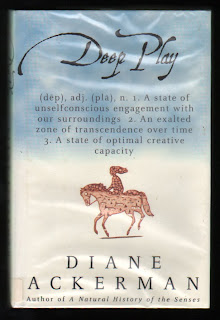 Deep Play
(dēp), adj. (plā), n. 1. A state of
unselfconscious engagement with
our surroundings 2. An exalted
zone of transcendence over time
3. A state of optimal creative
capacity
DIANE
ACKERMAN
Author of A Natural History of the Senses